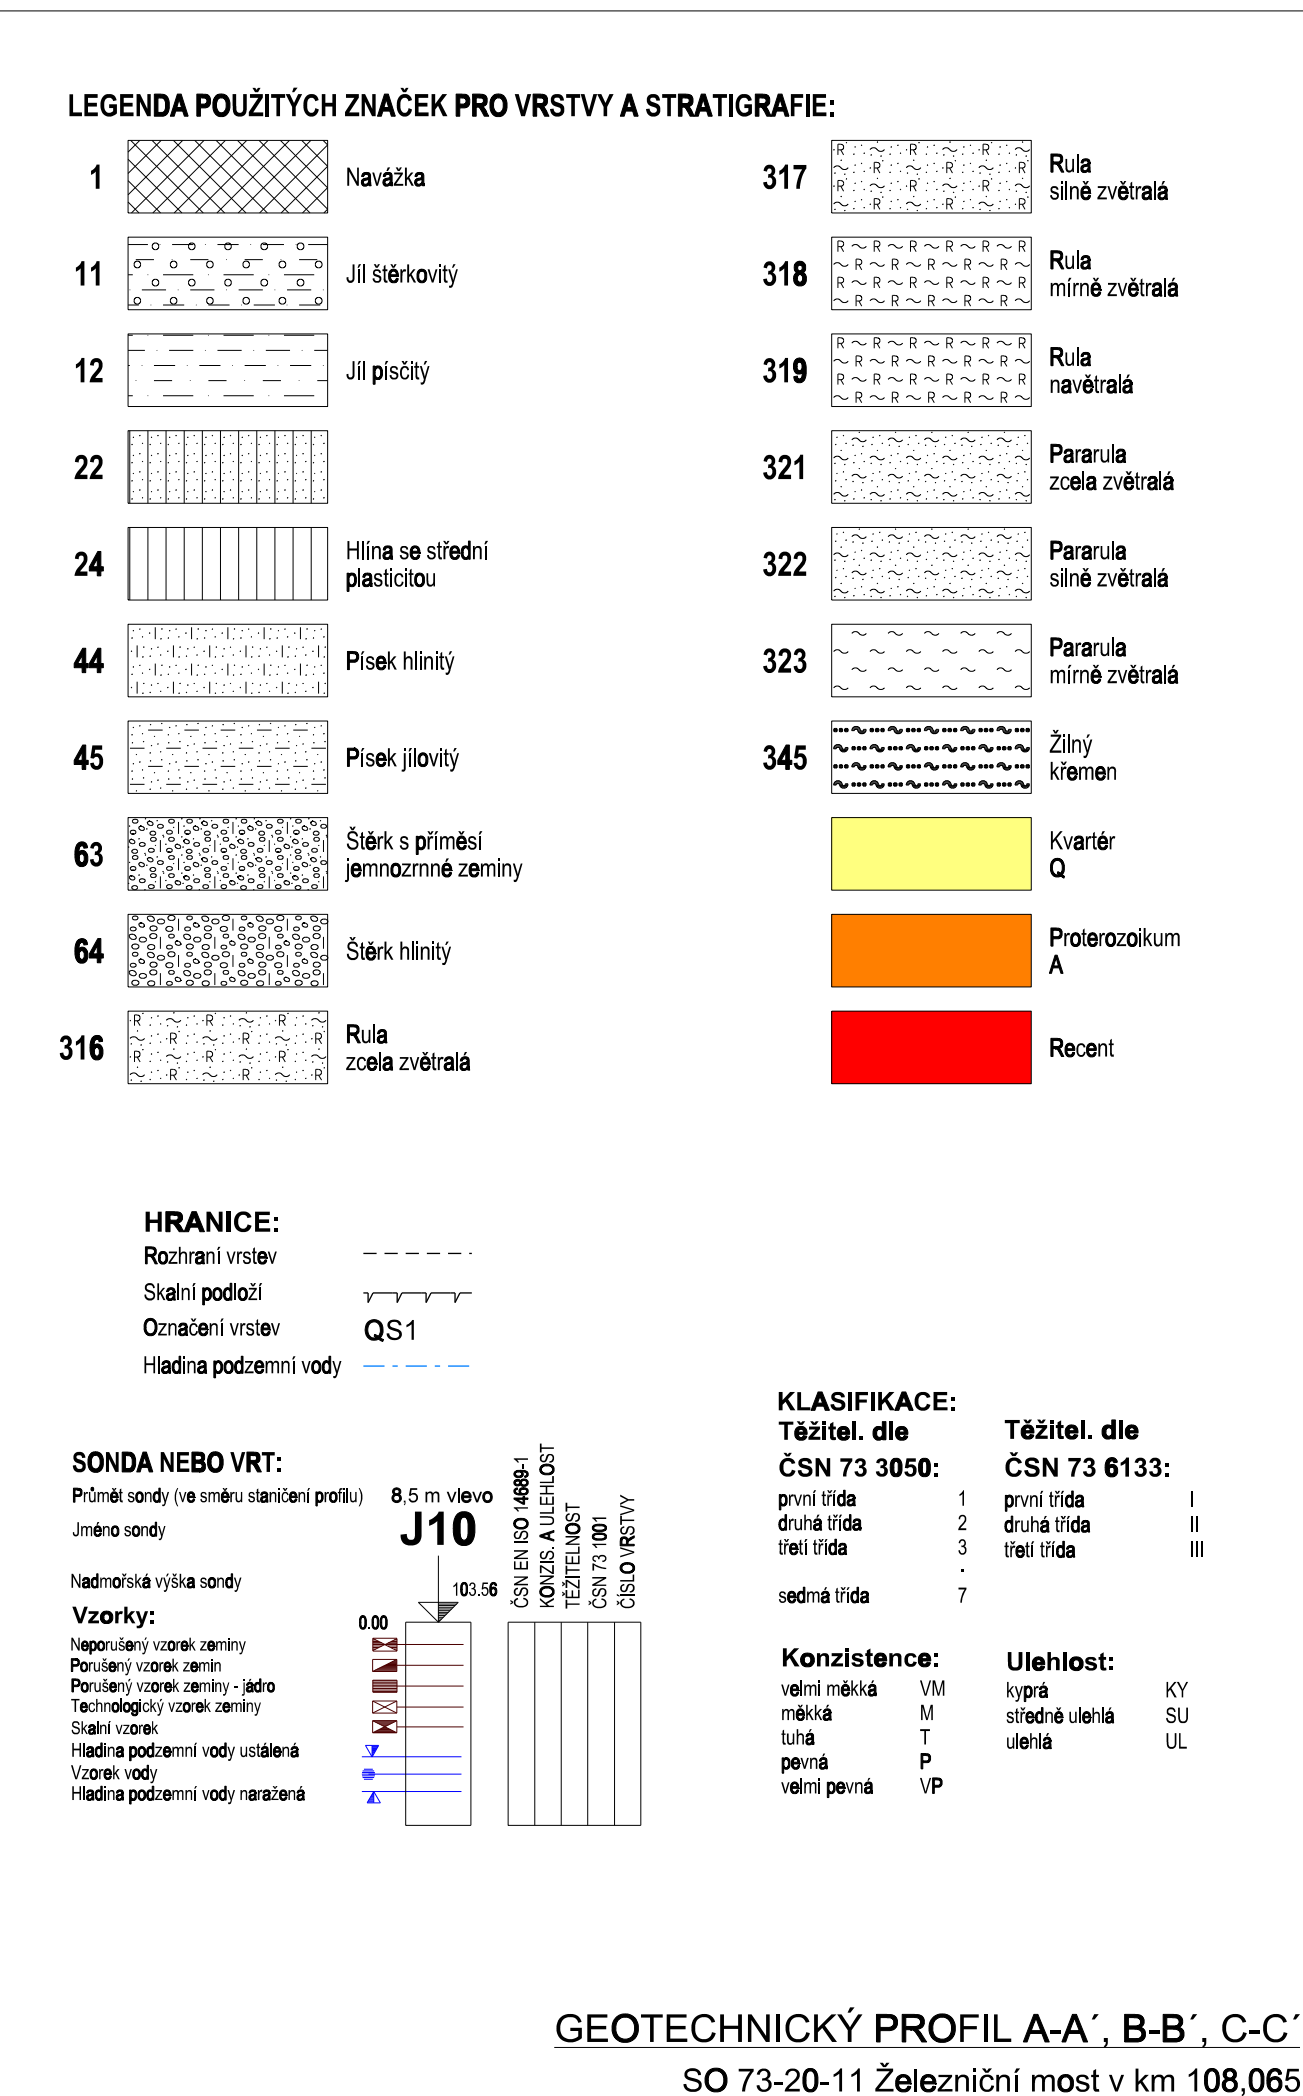 LEGENDA POUŽITÝCH ZNAČEK PRO VRSTVY A STRATIGRAFIE:
1 Navážka
11 Jíl štěrkovitý
12 Jíl písčitý
22
24 Hlína se střední
plasticitou
44 Písek hlinitý
45 Písek jílovitý
63 Štěrk s příměsí
jemnozrnné zeminy
64 Štěrk hlinitý
316 Rula
zcela zvětralá
317 Rula
silně zvětralá
318 Rula
mírně zvětralá
319 Rula
navětralá
321 Pararula
zcela zvětralá
322 Pararula
silně zvětralá
323 Pararula
mírně zvětralá
345 Žilný
křemen
Kvartér
Q
Proterozoikum
A
Recent
HRANICE:
Rozhraní vrstev
Skalní podloží
Označení vrstev QS1
Hladina podzemní vody
SONDA NEBO VRT:
Průmět sondy (ve směru staničení profilu) 8,5 m vlevo
Jméno sondy J10
Nadmořská výška sondy 103.56
Vzorky: 0.00
Neporušený vzorek zeminy
Porušený vzorek zemin
Porušený vzorek zeminy - jádro
Technologický vzorek zeminy
Skalní vzorek
Hladina podzemní vody ustálená
Vzorek vody
Hladina podzemní vody naražená
ČSN EN ISO 14689-1
KONZIS. A ULEHLOST
TĚŽITELNOST
ČSN 73 1001
ČÍSLO VRSTVY
KLASIFIKACE:
Těžitel. dle
ČSN 73 3050:
první třída 1
druhá třída 2
třetí třída 3
.
sedmá třída 7
Těžitel. dle
ČSN 73 6133:
první třída I
druhá třída II
třetí třída III
Konzistence:
velmi měkká VM
měkká M
tuhá T
pevná P
velmi pevná VP
Ulehlost:
kyprá KY
středně ulehlá SU
ulehlá UL
GEOTECHNICKÝ PROFIL A-A´, B-B´, C-C´
SO 73-20-11 Železniční most v km 108,065